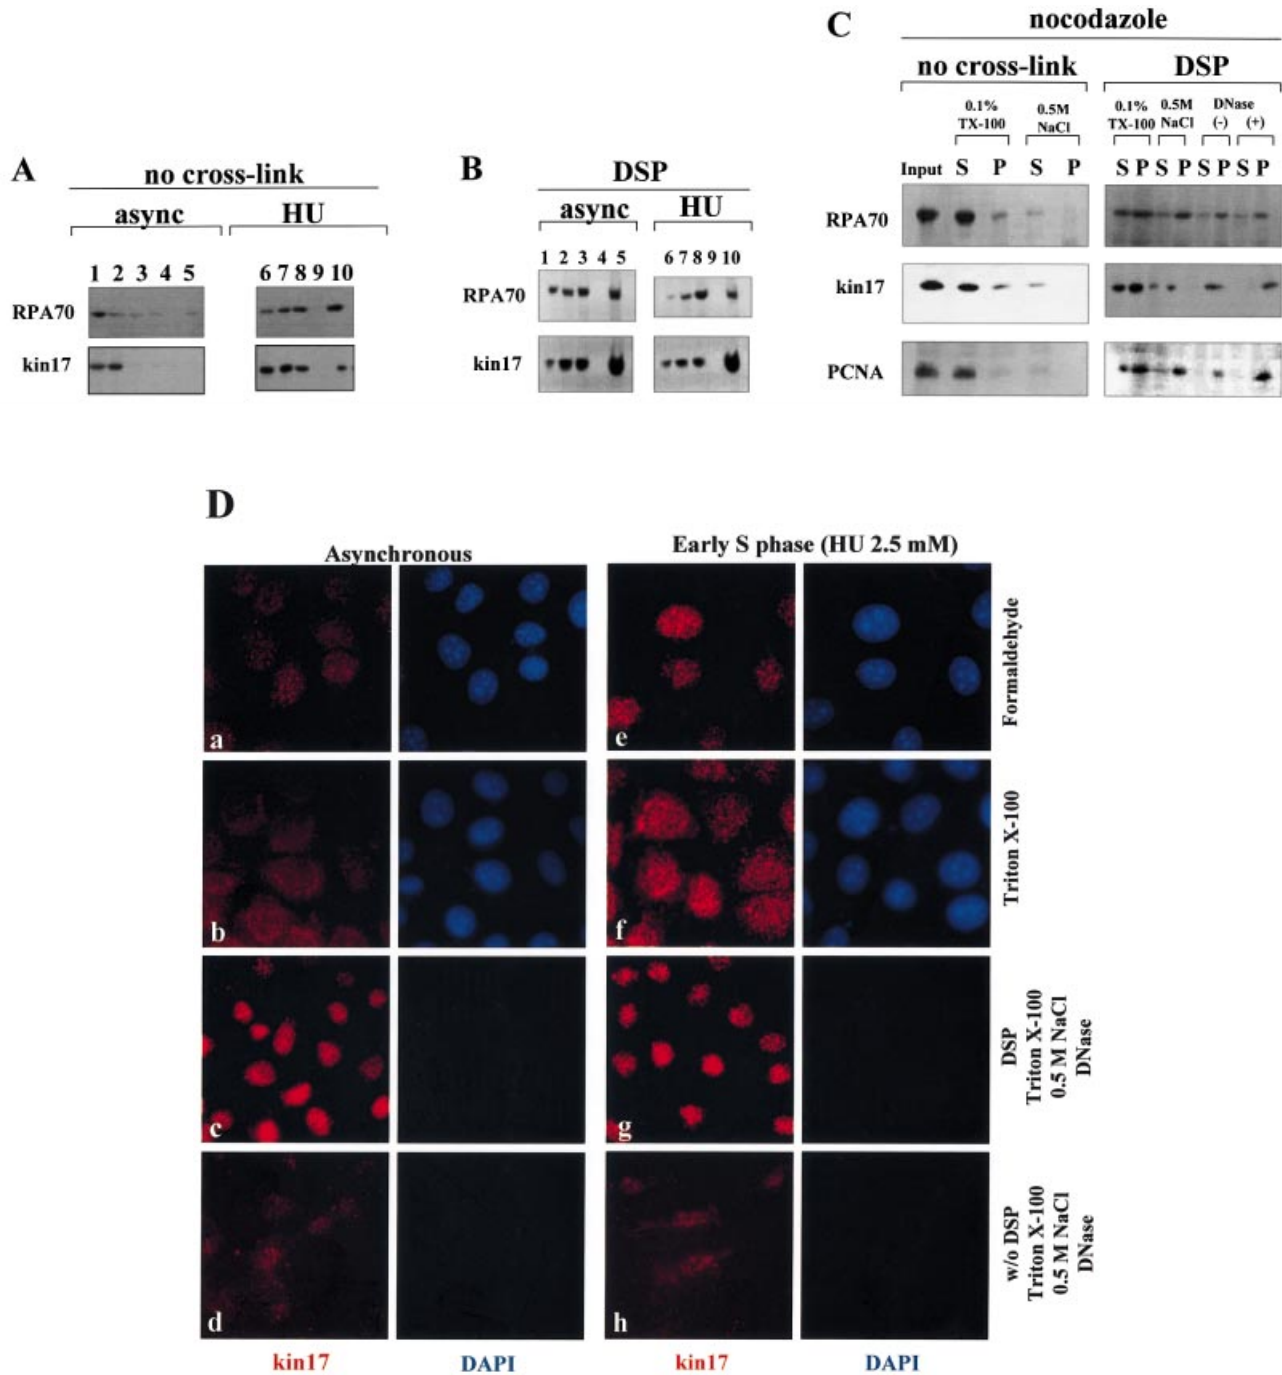 A
no cross-link
async HU
1 2 3 4 5 6 7 8 9 10
RPA70
kin17
B
DSP
async HU
1 2 3 4 5 6 7 8 9 10
RPA70
kin17
C
nocodazole
no cross-link DSP
0.1% TX-100 0.5M NaCl 0.1% TX-100 0.5M NaCl DNase (-) (+)
Input S P S P S P S P S P S P
RPA70
kin17
PCNA
D
Asynchronous Early S phase (HU 2.5 mM)
a e Formaldehyde
b f Triton X-100
c g DSP
Triton X-100
0.5 M NaCl
DNase
d h w/o DSP
Triton X-100
0.5 M NaCl
DNase
kin17 DAPI kin17 DAPI